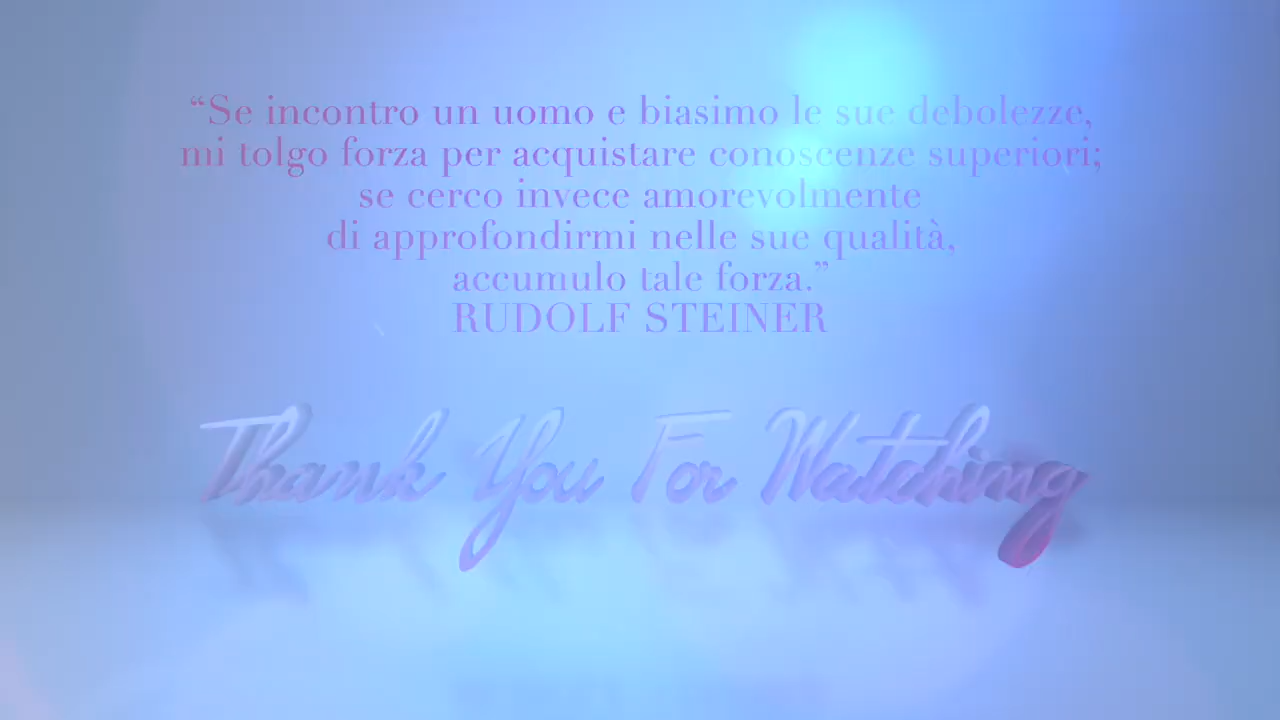 “Se incontro un uomo e biasimo le sue debolezze,
mi tolgo forza per acquistare conoscenze superiori;
se cerco invece amorevolmente
di approfondirmi nelle sue qualità,
accumulo tale forza.”
RUDOLF STEINER
Thank You For Watching